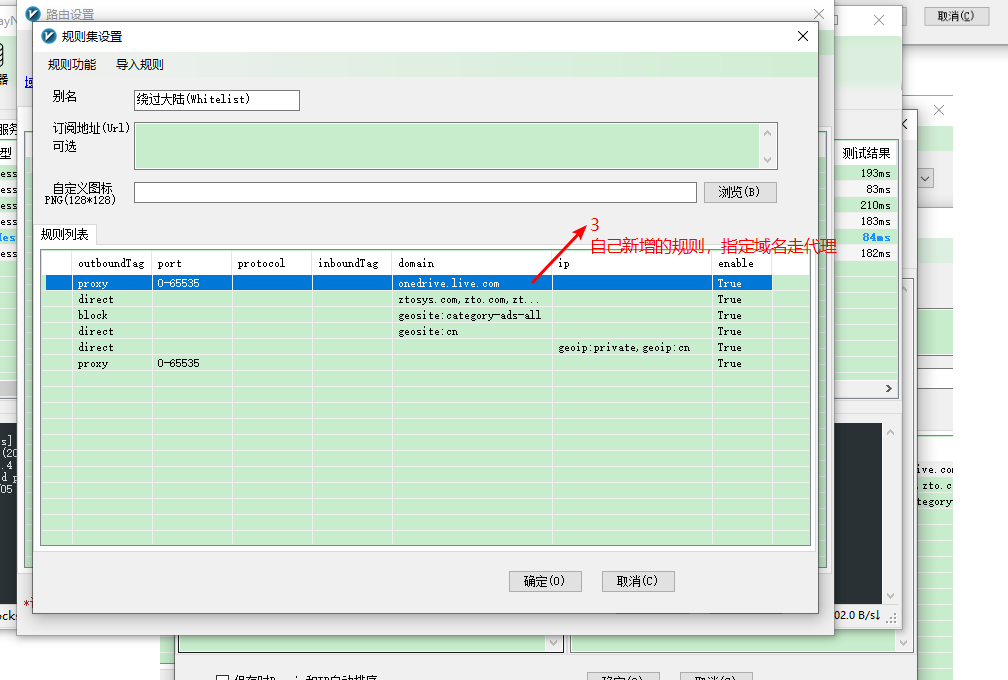 路由设置
取消(C)
规则集设置
规则功能 导入规则
别名
绕过大陆(Whitelist)
订阅地址(Url)
可选
自定义图标
PNG(128*128)
浏览(B)
3
自己新增的规则，指定域名走代理
规则列表
outboundTag port protocol inboundTag domain ip enable
proxy 0-65535 onedrive.live.com True
direct ztosys.com,zto.com,zt... True
block geosite:category-ads-all True
direct geosite:cn True
direct geoip:private,geoip:cn True
proxy 0-65535 True
确定(O) 取消(C)
测试结果
193ms
83ms
210ms
183ms
84ms
182ms
02.0 B/s↓